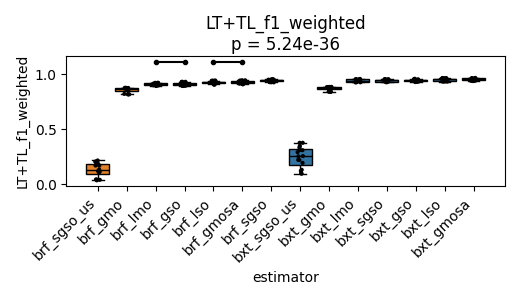 LT+TL_f1_weighted
p = 5.24e-36
LT+TL_f1_weighted
1.0
0.5
0.0
brf_sgso_us
brf_gmo
brf_lmo
brf_gso
brf_lso
brf_gmosa
brf_sgso
bxt_sgso_us
bxt_gmo
bxt_lmo
bxt_sgso
bxt_gso
bxt_lso
bxt_gmosa
estimator